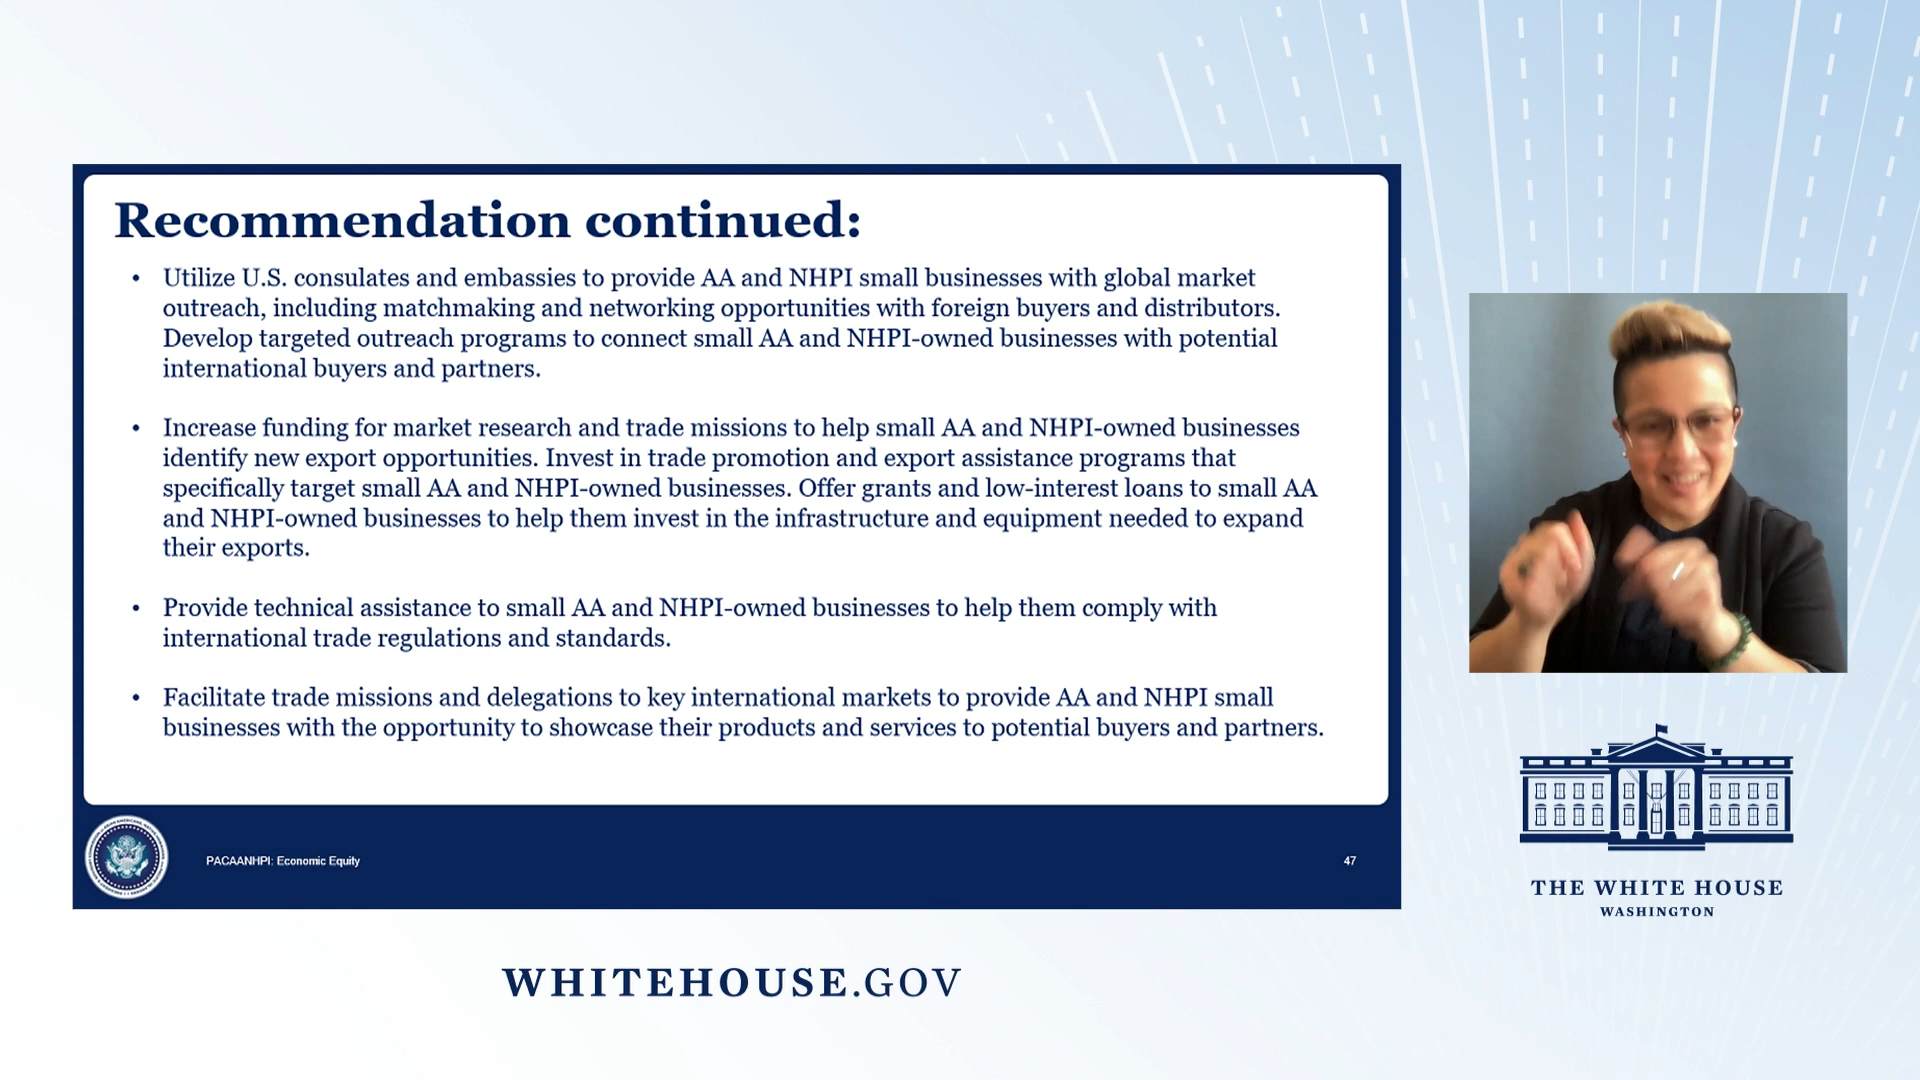 Recommendation continued:
• Utilize U.S. consulates and embassies to provide AA and NHPI small businesses with global market
outreach, including matchmaking and networking opportunities with foreign buyers and distributors.
Develop targeted outreach programs to connect small AA and NHPI-owned businesses with potential
international buyers and partners.
• Increase funding for market research and trade missions to help small AA and NHPI-owned businesses
identify new export opportunities. Invest in trade promotion and export assistance programs that
specifically target small AA and NHPI-owned businesses. Offer grants and low-interest loans to small AA
and NHPI-owned businesses to help them invest in the infrastructure and equipment needed to expand
their exports.
• Provide technical assistance to small AA and NHPI-owned businesses to help them comply with
international trade regulations and standards.
• Facilitate trade missions and delegations to key international markets to provide AA and NHPI small
businesses with the opportunity to showcase their products and services to potential buyers and partners.
PACAANHPI: Economic Equity
47
THE WHITE HOUSE
WASHINGTON
WHITEHOUSE.GOV